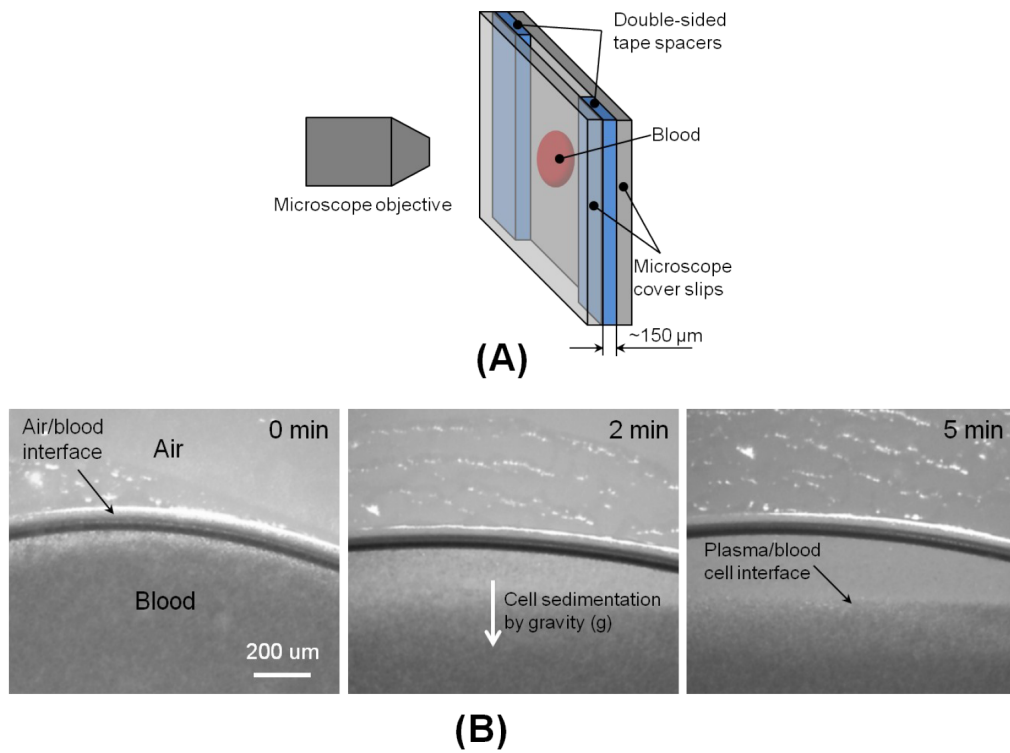 Double-sided
tape spacers
Blood
Microscope objective
Microscope
cover slips
~150 µm
(A)
Air/blood
interface
Air
0 min
Blood
200 um
2 min
Cell sedimentation
by gravity (g)
5 min
Plasma/blood
cell interface
(B)